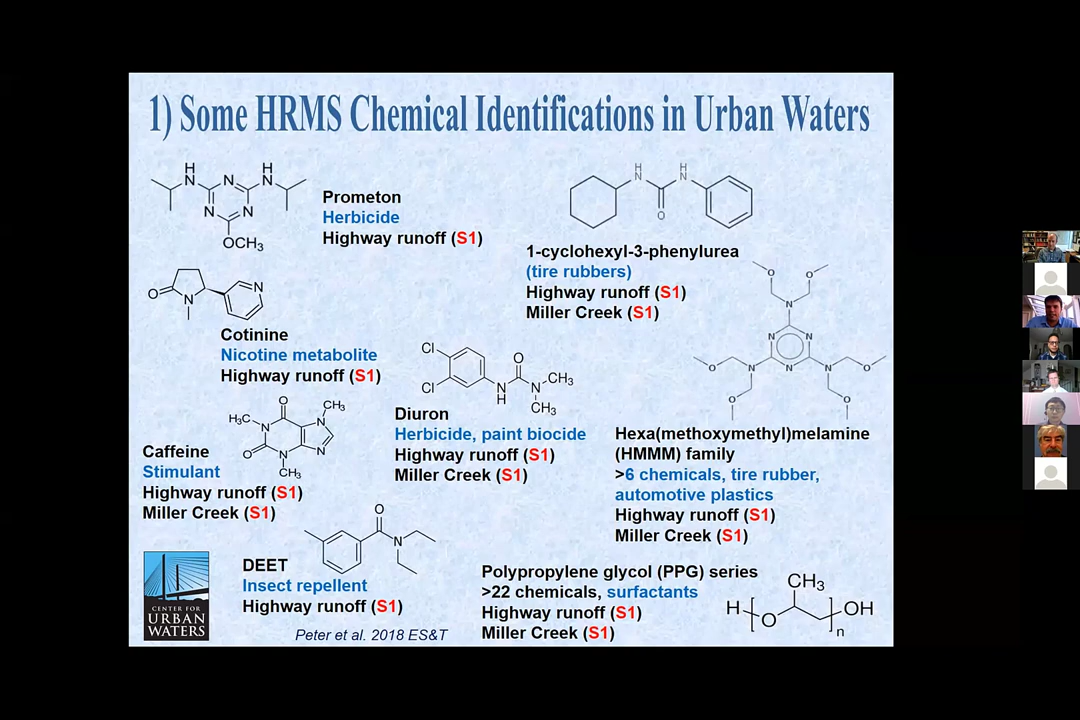 1) Some HRMS Chemical Identifications in Urban Waters
H
N
N
H
N
N
N
OCH3
Prometon
Herbicide
Highway runoff (S1)
H
N
H
N
O
1-cyclohexyl-3-phenylurea
(tire rubbers)
Highway runoff (S1)
Miller Creek (S1)
O
N
N
Cotinine
Nicotine metabolite
Highway runoff (S1)
Cl
Cl
N
H
O
N
CH3
CH3
Diuron
Herbicide, paint biocide
Highway runoff (S1)
Miller Creek (S1)
O
O
N
N
N
N
N
N
O
O
O
O
Hexa(methoxymethyl)melamine
(HMMM) family
>6 chemicals, tire rubber,
automotive plastics
Highway runoff (S1)
Miller Creek (S1)
O
CH3
H3C
N
N
O
N
N
CH3
Caffeine
Stimulant
Highway runoff (S1)
Miller Creek (S1)
O
N
DEET
Insect repellent
Highway runoff (S1)
Polypropylene glycol (PPG) series
>22 chemicals, surfactants
Highway runoff (S1)
Miller Creek (S1)
CH3
H
O
OH
n
CENTER FOR
URBAN
WATERS
Peter et al. 2018 ES&T